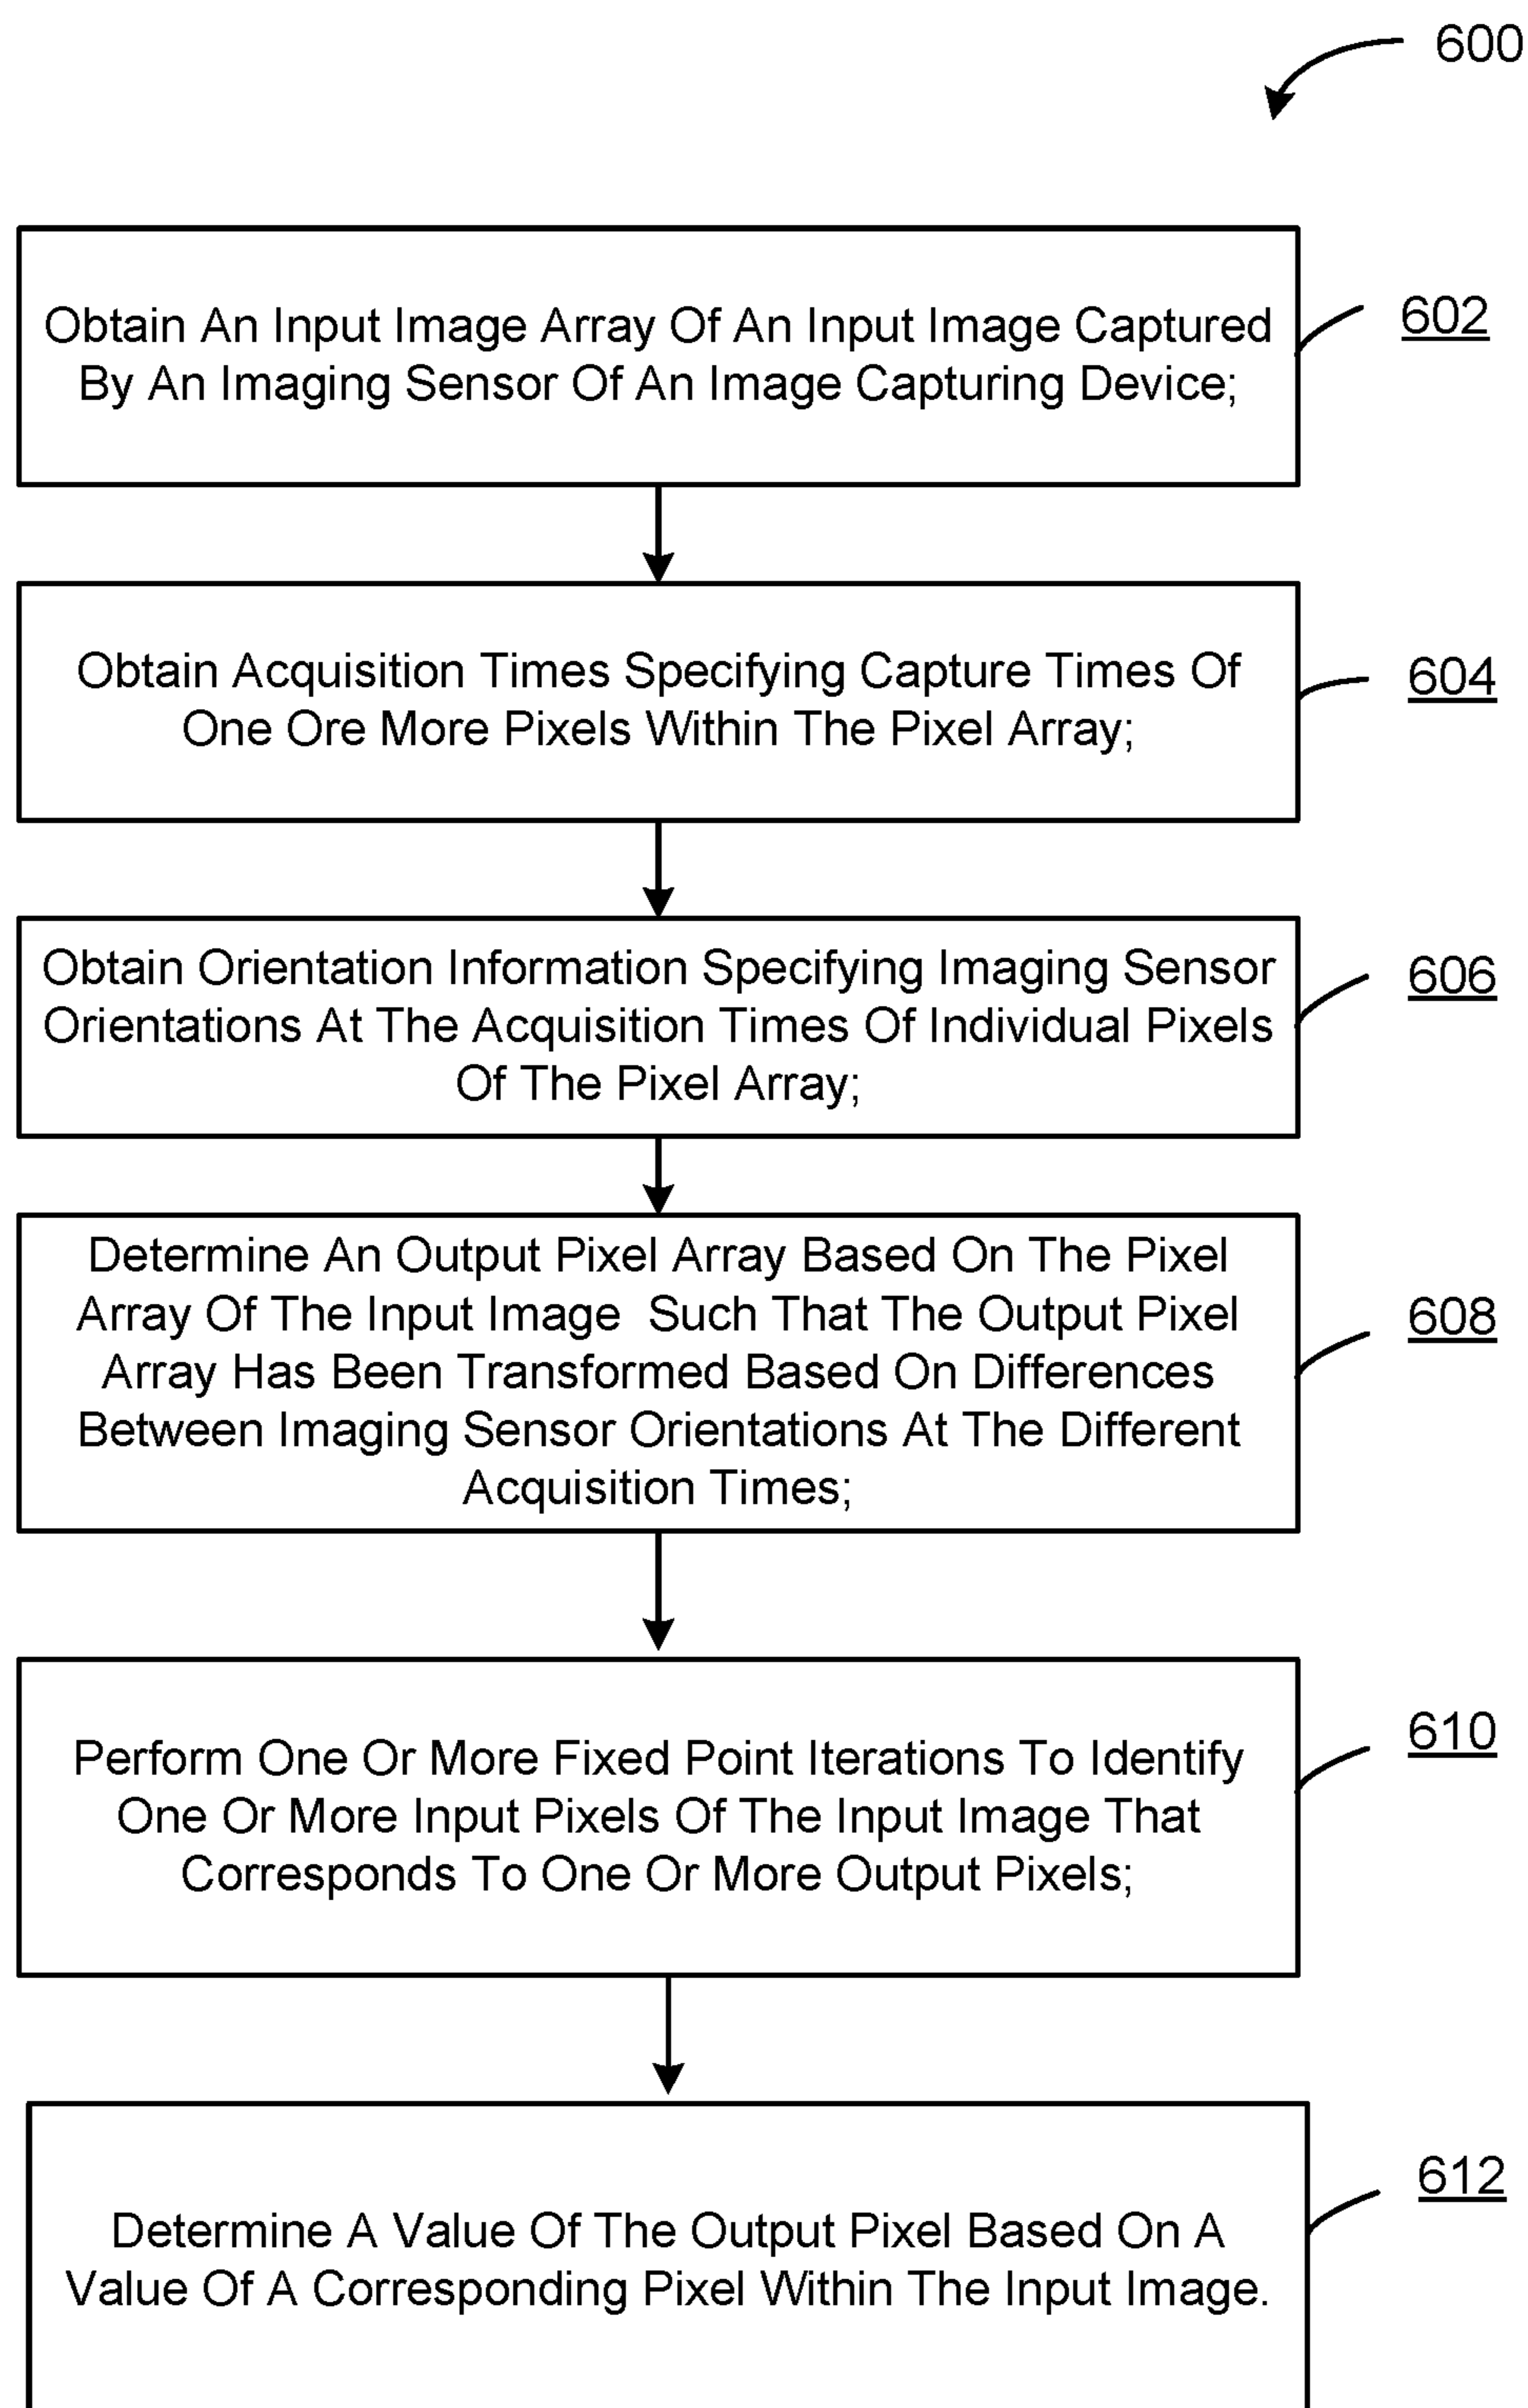 600
Obtain An Input Image Array Of An Input Image Captured
By An Imaging Sensor Of An Image Capturing Device;
602
Obtain Acquisition Times Specifying Capture Times Of
One Ore More Pixels Within The Pixel Array;
604
Obtain Orientation Information Specifying Imaging Sensor
Orientations At The Acquisition Times Of Individual Pixels
Of The Pixel Array;
606
Determine An Output Pixel Array Based On The Pixel
Array Of The Input Image Such That The Output Pixel
Array Has Been Transformed Based On Differences
Between Imaging Sensor Orientations At The Different
Acquisition Times;
608
Perform One Or More Fixed Point Iterations To Identify
One Or More Input Pixels Of The Input Image That
Corresponds To One Or More Output Pixels;
610
Determine A Value Of The Output Pixel Based On A
Value Of A Corresponding Pixel Within The Input Image.
612